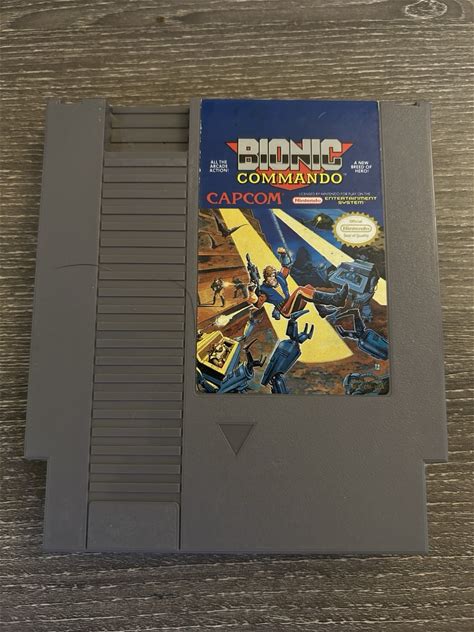 BIONIC
COMMANDO
ALL THE
ARCADE
ACTION!
A NEW
BREED OF
HERO!
CAPCOM
LICENSED BY NINTENDO FOR PLAY ON THE
Nintendo
ENTERTAINMENT
SYSTEM
Official
Nintendo
Seal of Quality